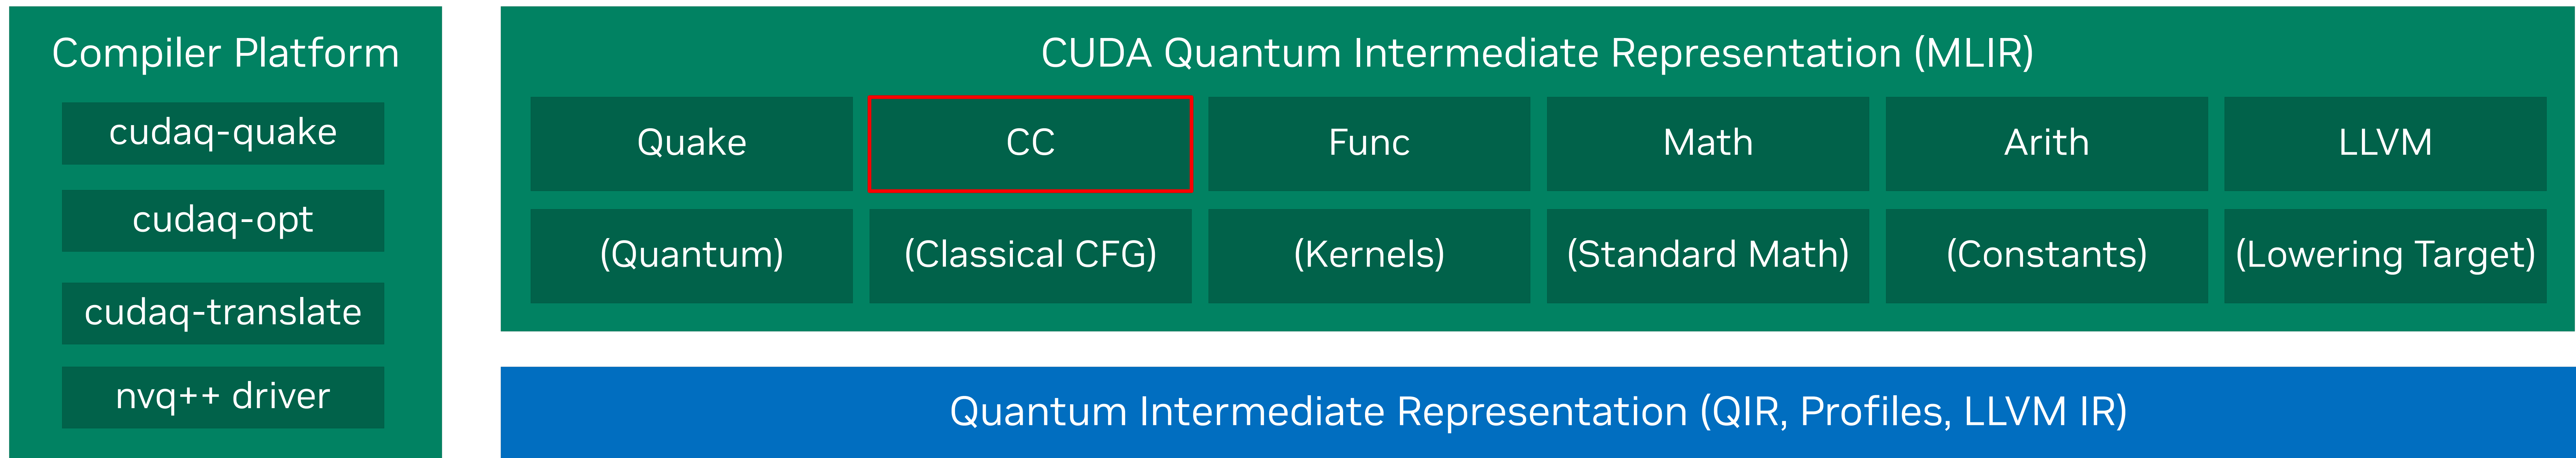 Compiler Platform
cudaq-quake
cudaq-opt
cudaq-translate
nvq++ driver
CUDA Quantum Intermediate Representation (MLIR)
Quake
CC
Func
Math
Arith
LLVM
(Quantum)
(Classical CFG)
(Kernels)
(Standard Math)
(Constants)
(Lowering Target)
Quantum Intermediate Representation (QIR, Profiles, LLVM IR)